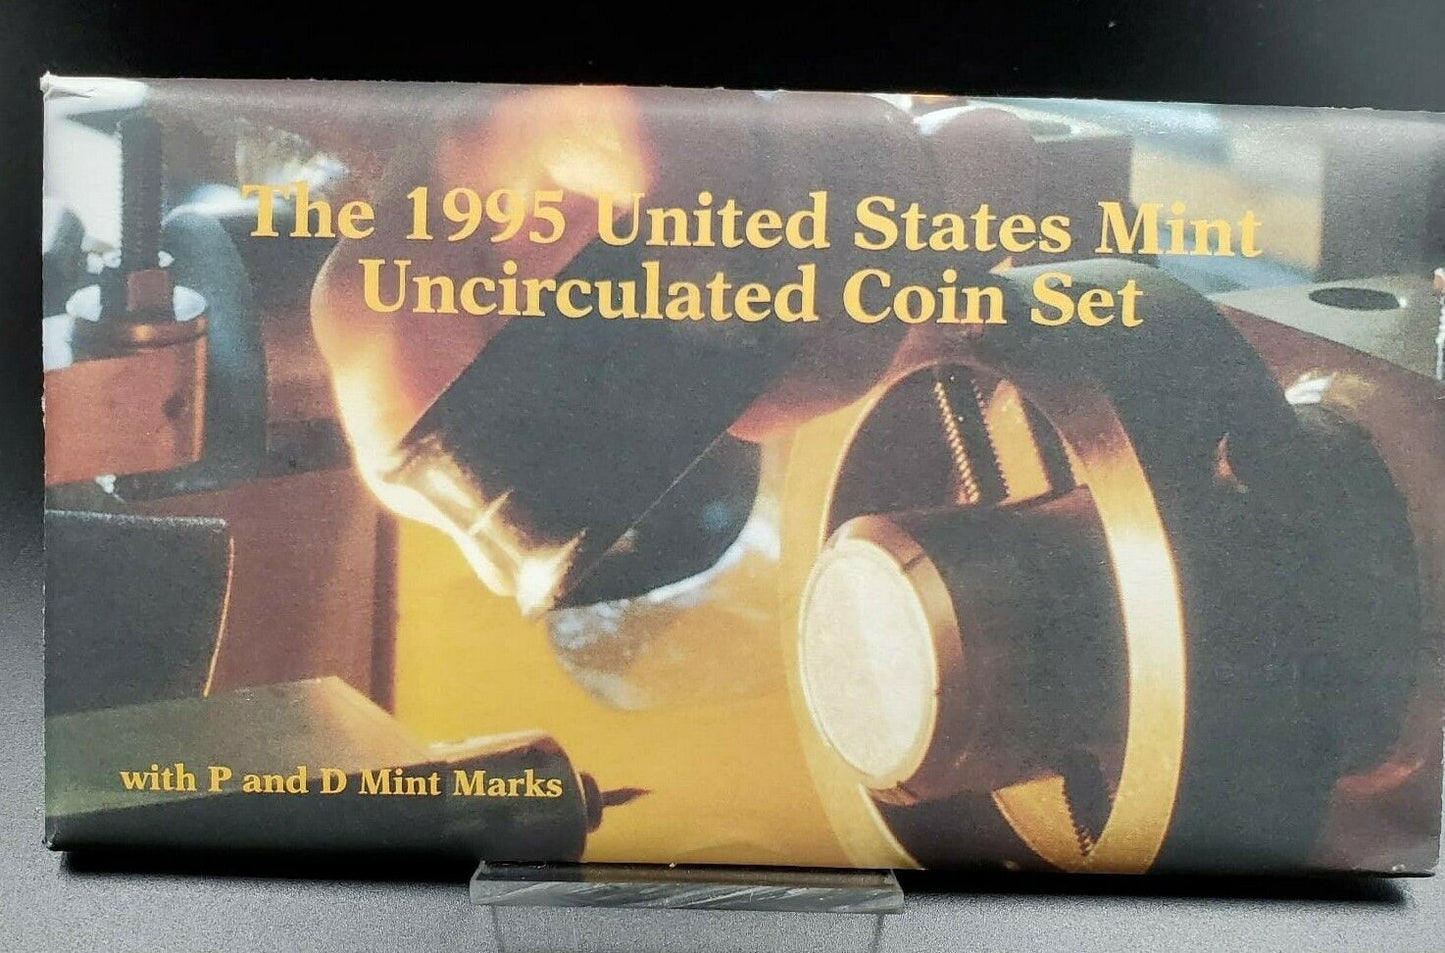 The 1995 United States Mint
Uncirculated Coin Set
with P and D Mint Marks